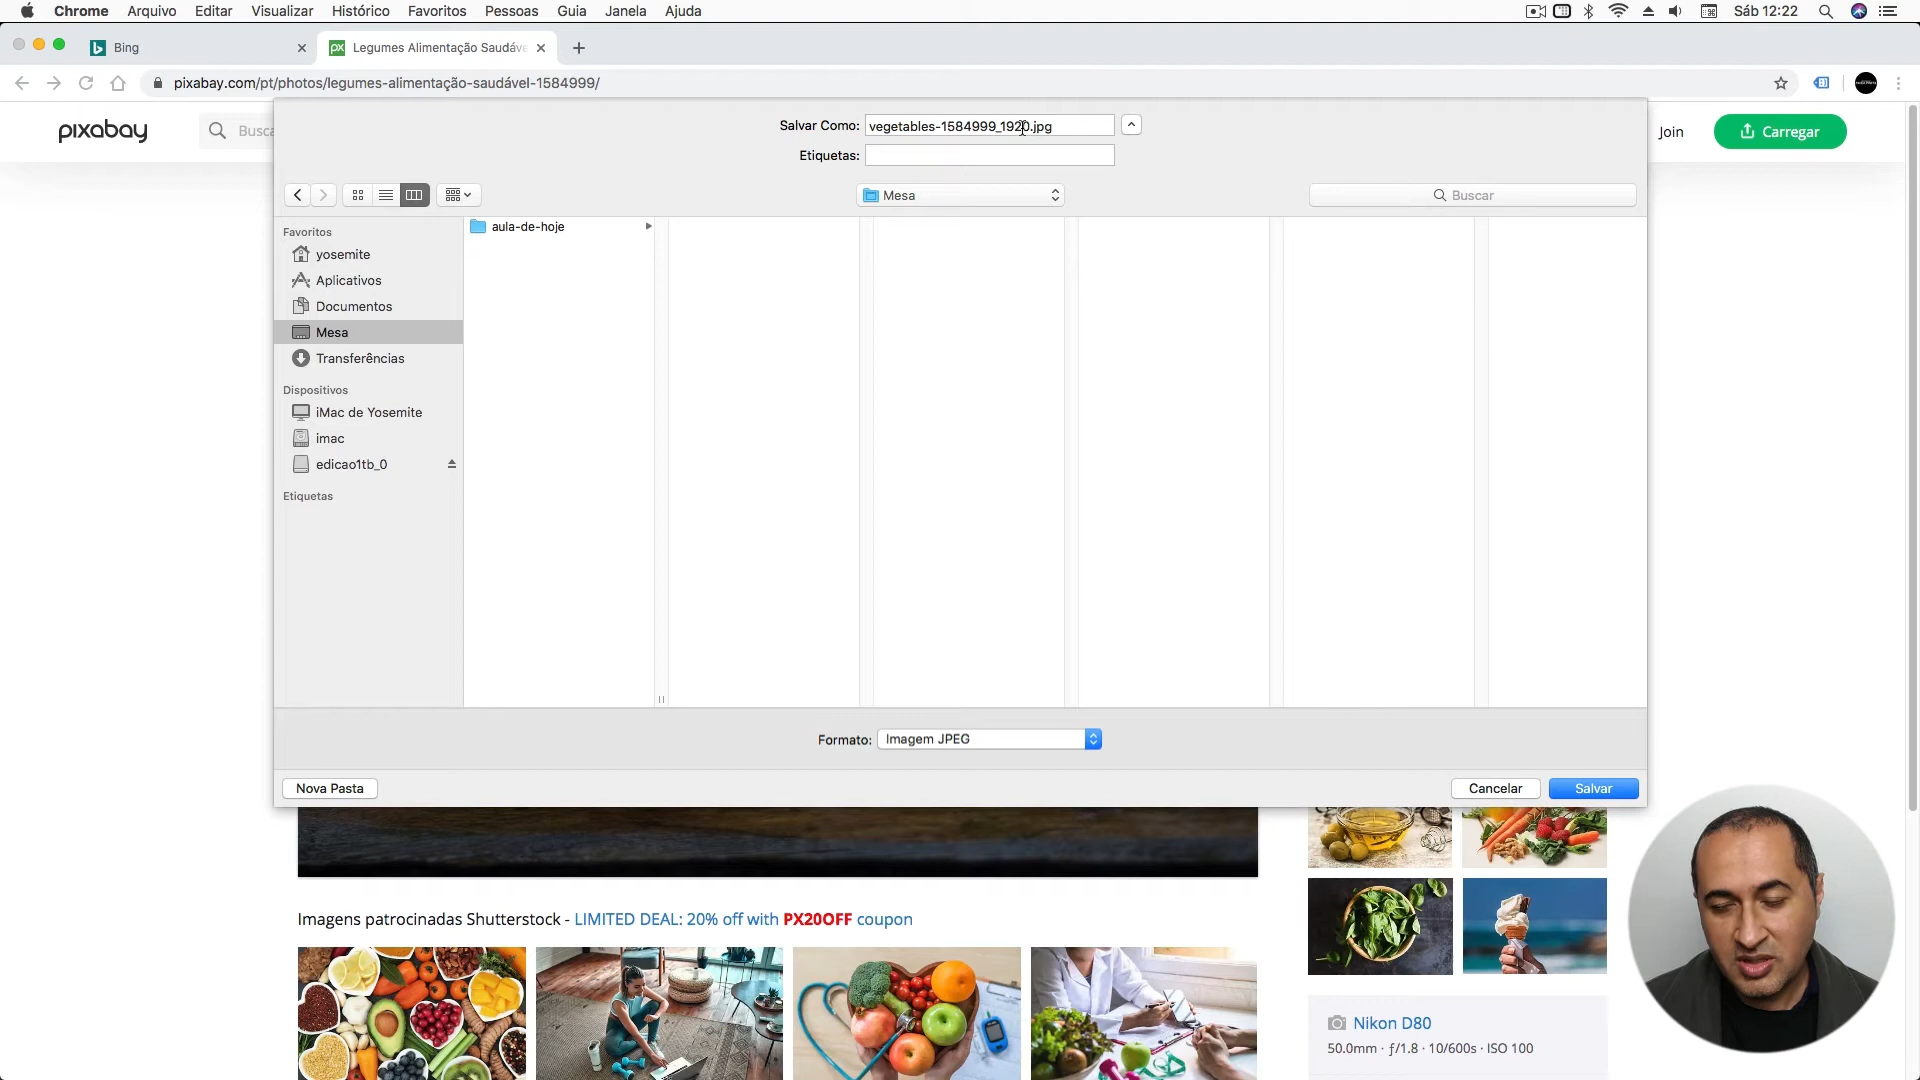 Chrome Arquivo Editar Visualizar Histórico Favoritos Pessoas Guia Janela Ajuda
Sáb 12:22
Bing
Legumes Alimentação Saudáve
pixabay.com/pt/photos/legumes-alimentação-saudável-1584999/
pixabay
Busca
Join
Carregar
Salvar Como: vegetables-1584999_1920.jpg
Etiquetas:
Mesa
Buscar
Favoritos
yosemite
Aplicativos
Documentos
Mesa
Transferências
Dispositivos
iMac de Yosemite
imac
edicao1tb_0
Etiquetas
aula-de-hoje
Formato: Imagem JPEG
Nova Pasta
Cancelar
Salvar
Imagens patrocinadas Shutterstock - LIMITED DEAL: 20% off with PX20OFF coupon
Nikon D80
50.0mm · ƒ/1.8 · 10/600s · ISO 100